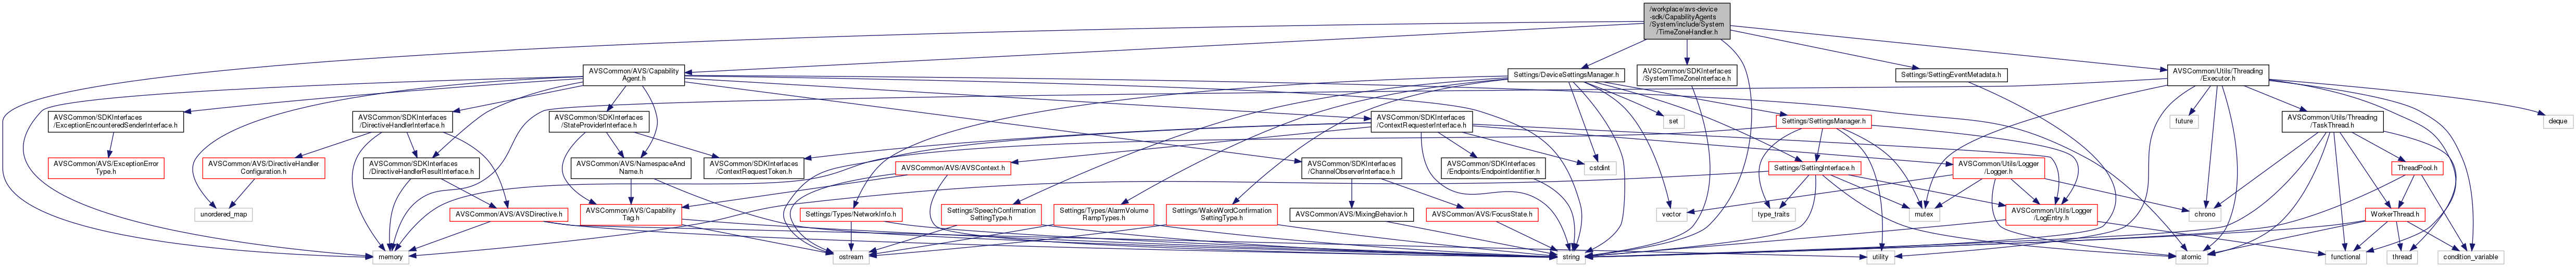 /workplace/avs-device
-sdk/CapabilityAgents
/System/include/System
/TimeZoneHandler.h
AVSCommon/AVS/Capability
Agent.h
Settings/DeviceSettingsManager.h
AVSCommon/SDKInterfaces
/SystemTimeZoneInterface.h
Settings/SettingEventMetadata.h
AVSCommon/Utils/Threading
/Executor.h
AVSCommon/SDKInterfaces
/ExceptionEncounteredSenderInterface.h
AVSCommon/SDKInterfaces
/DirectiveHandlerInterface.h
AVSCommon/SDKInterfaces
/StateProviderInterface.h
AVSCommon/SDKInterfaces
/ContextRequesterInterface.h
set
Settings/SettingsManager.h
future
AVSCommon/Utils/Threading
/TaskThread.h
deque
AVSCommon/AVS/ExceptionError
Type.h
AVSCommon/AVS/DirectiveHandler
Configuration.h
AVSCommon/SDKInterfaces
/DirectiveHandlerResultInterface.h
AVSCommon/AVS/NamespaceAnd
Name.h
AVSCommon/SDKInterfaces
/ContextRequestToken.h
AVSCommon/AVS/AVSContext.h
AVSCommon/SDKInterfaces
/ChannelObserverInterface.h
AVSCommon/SDKInterfaces
/Endpoints/EndpointIdentifier.h
cstdint
Settings/SettingInterface.h
AVSCommon/Utils/Logger
/Logger.h
ThreadPool.h
unordered_map
AVSCommon/AVS/AVSDirective.h
AVSCommon/AVS/Capability
Tag.h
Settings/Types/NetworkInfo.h
Settings/SpeechConfirmation
SettingType.h
Settings/Types/AlarmVolume
RampTypes.h
Settings/WakeWordConfirmation
SettingType.h
AVSCommon/AVS/MixingBehavior.h
AVSCommon/AVS/FocusState.h
vector
type_traits
mutex
AVSCommon/Utils/Logger
/LogEntry.h
chrono
WorkerThread.h
memory
ostream
string
utility
atomic
functional
thread
condition_variable